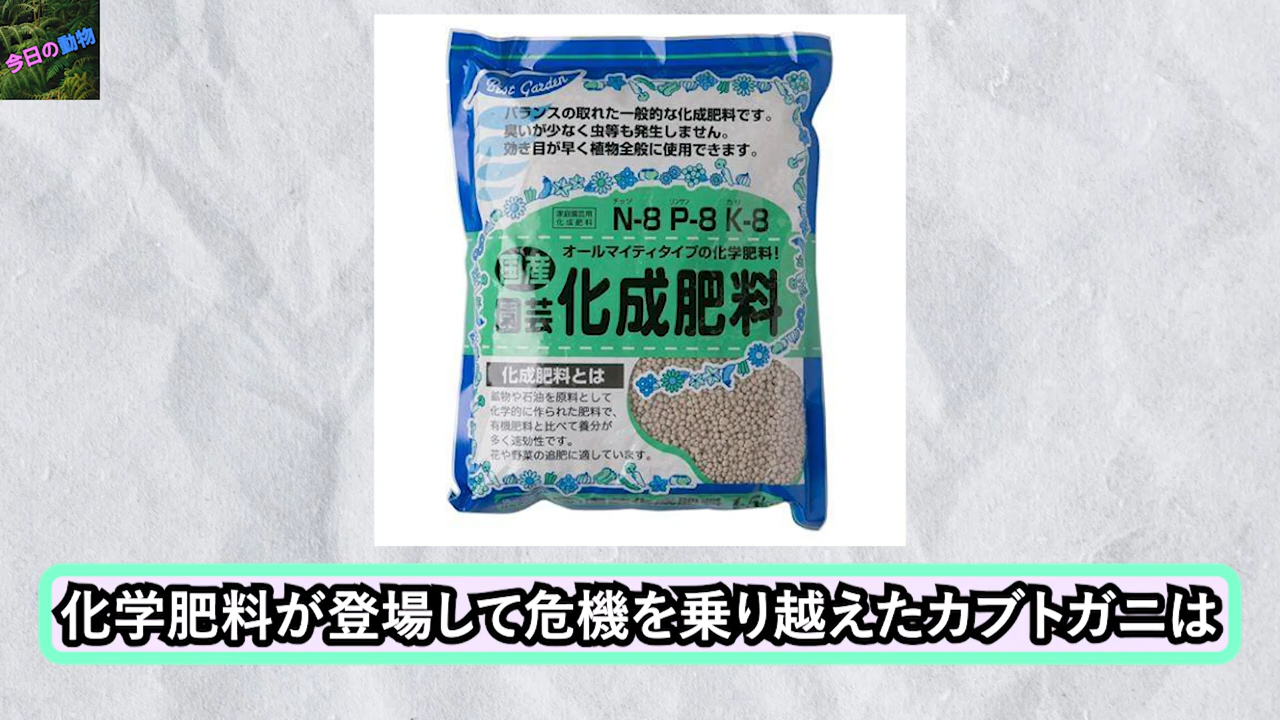 今日の動物
Best Garden
バランスの取れた一般的な化成肥料です。
臭いが少なく虫等も発生しません。
効き目が早く植物全般に使用できます。
チッソ リンサン カリ
家庭園芸用
化成肥料
N-8 P-8 K-8
オールマイティタイプの化学肥料!
国産
園芸化成肥料
化成肥料とは
鉱物や石油を原料として
化学的に作られた肥料で、
有機肥料と比べて養分が
多く速効性です。
花や野菜の追肥に適しています。
化学肥料が登場して危機を乗り越えたカブトガニは